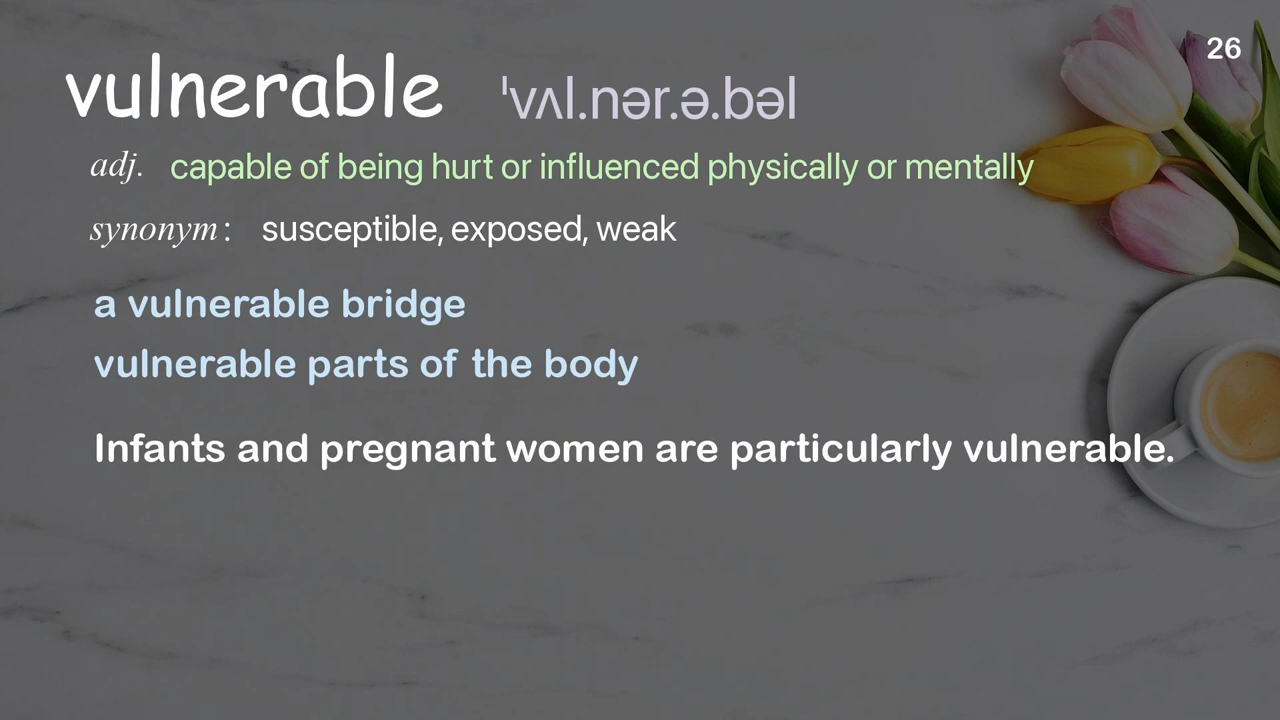 26
vulnerable ˈvʌl.nər.ə.bəl
adj. capable of being hurt or influenced physically or mentally
synonym: susceptible, exposed, weak
a vulnerable bridge
vulnerable parts of the body
Infants and pregnant women are particularly vulnerable.